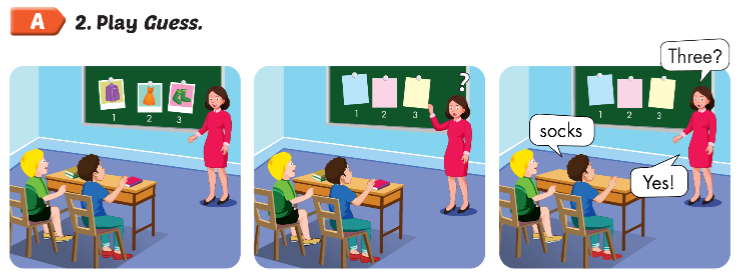 A 2. Play Guess.
1 2 3
1 2 3
?
1 2 3
Three?
socks
Yes!